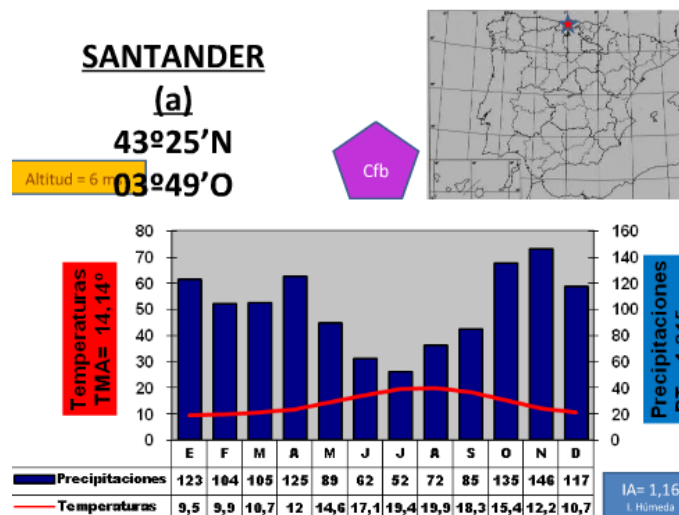 SANTANDER
(a)
43º25’N
03º49’O
Altitud = 6 m
Cfb
Temperaturas
TMA= 14,14º
Precipitaciones
80 160
70 140
60 120
50 100
40 80
30 60
20 40
10 20
0 0
E F M A M J J A S O N D
Precipitaciones 123 104 105 125 89 62 52 72 85 135 146 117
Temperaturas 9,5 9,9 10,7 12 14,6 17,1 19,4 19,9 18,3 15,4 12,2 10,7
IA= 1,16
I. Húmeda